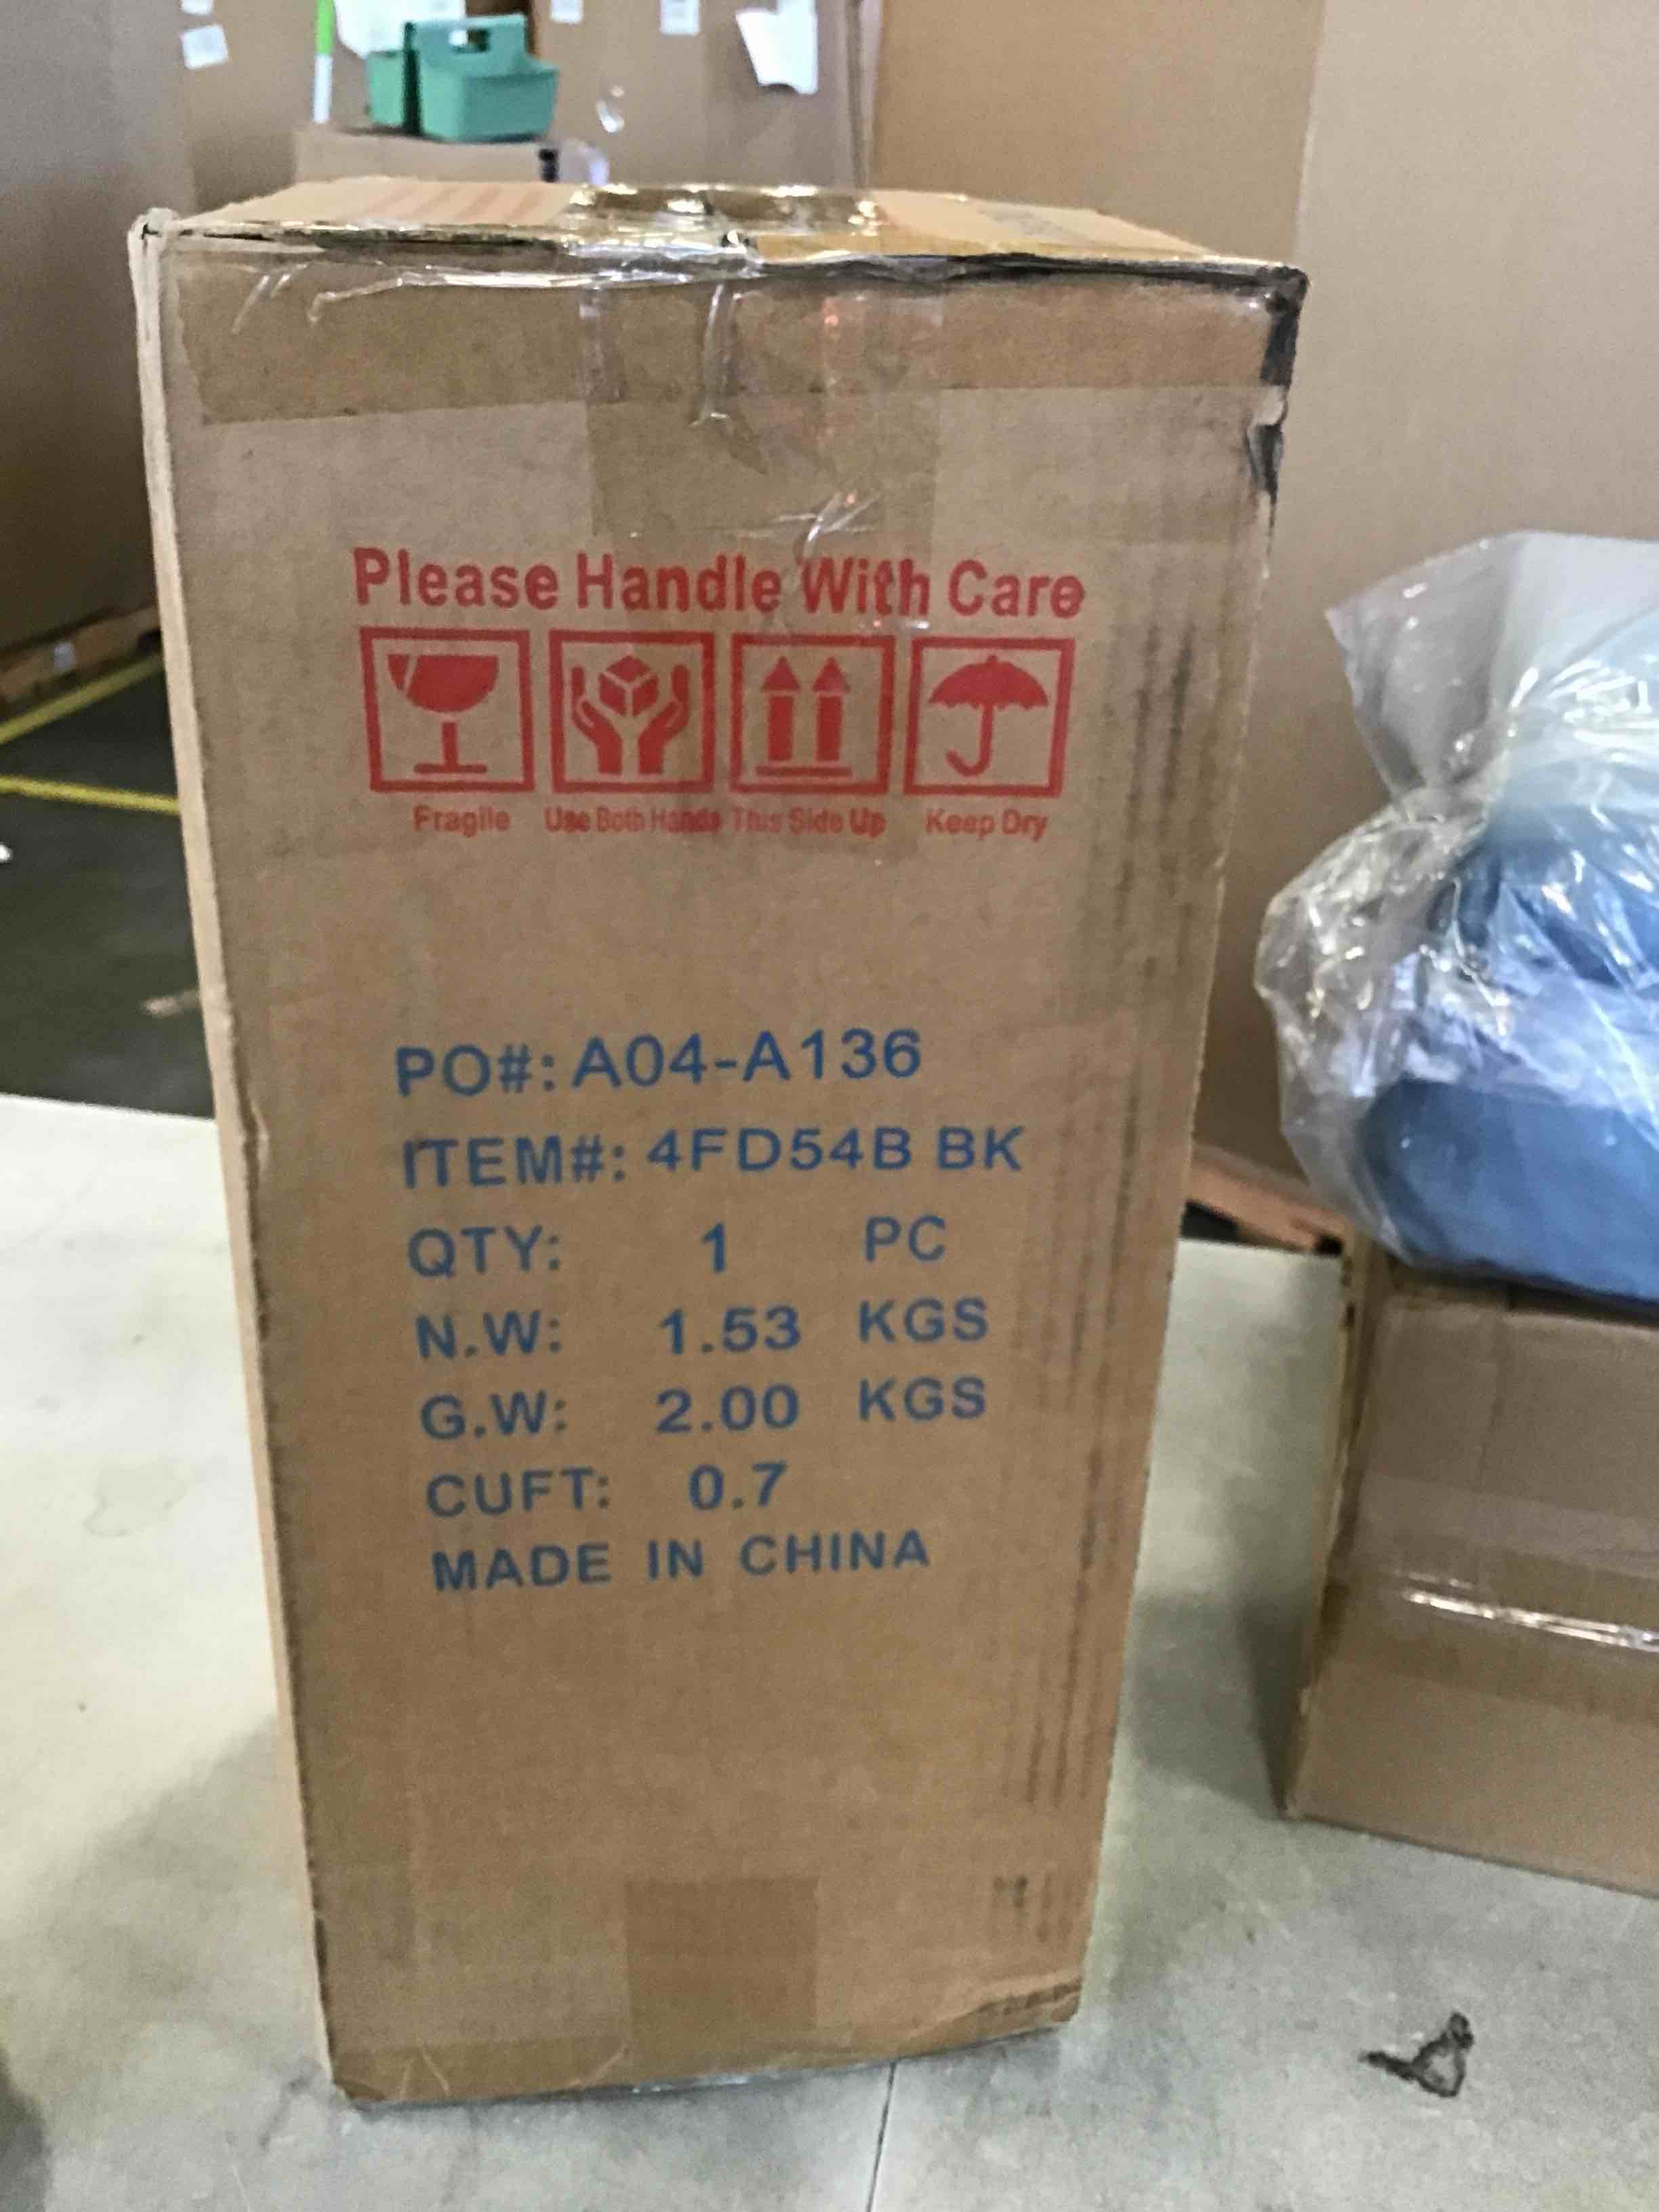 Please Handle With Care
Fragile Use Both Hands This Side Up Keep Dry
PO#: A04-A136
ITEM#: 4FD54B BK
QTY: 1 PC
N.W: 1.53 KGS
G.W: 2.00 KGS
CUFT: 0.7
MADE IN CHINA